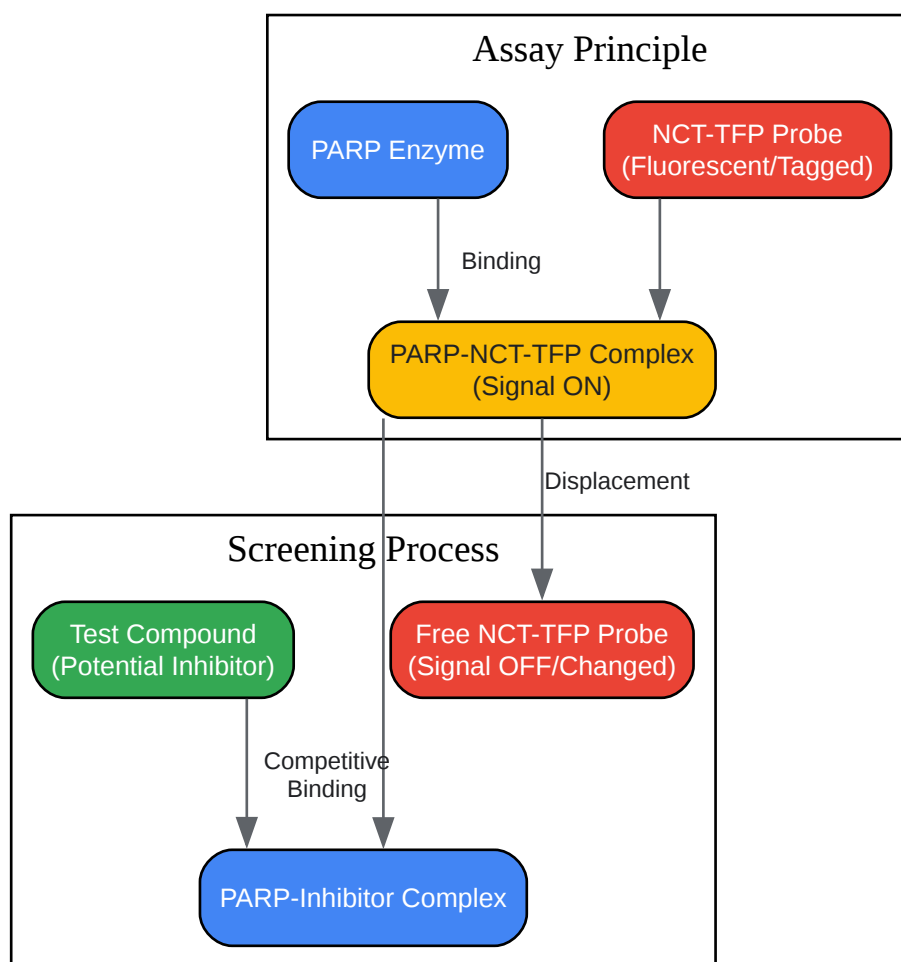 Assay Principle
PARP Enzyme
NCT-TFP Probe
(Fluorescent/Tagged)
Binding
PARP-NCT-TFP Complex
(Signal ON)
Displacement
Screening Process
Test Compound
(Potential Inhibitor)
Free NCT-TFP Probe
(Signal OFF/Changed)
Competitive
Binding
PARP-Inhibitor Complex